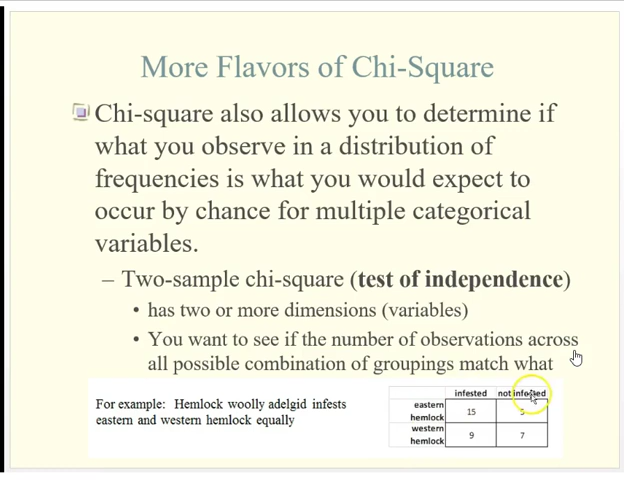 More Flavors of Chi-Square
Chi-square also allows you to determine if
what you observe in a distribution of
frequencies is what you would expect to
occur by chance for multiple categorical
variables.
– Two-sample chi-square (test of independence)
• has two or more dimensions (variables)
• You want to see if the number of observations across
all possible combination of groupings match what
For example: Hemlock woolly adelgid infests
eastern and western hemlock equally
infested not infested
eastern
hemlock 15
western
hemlock 9 7